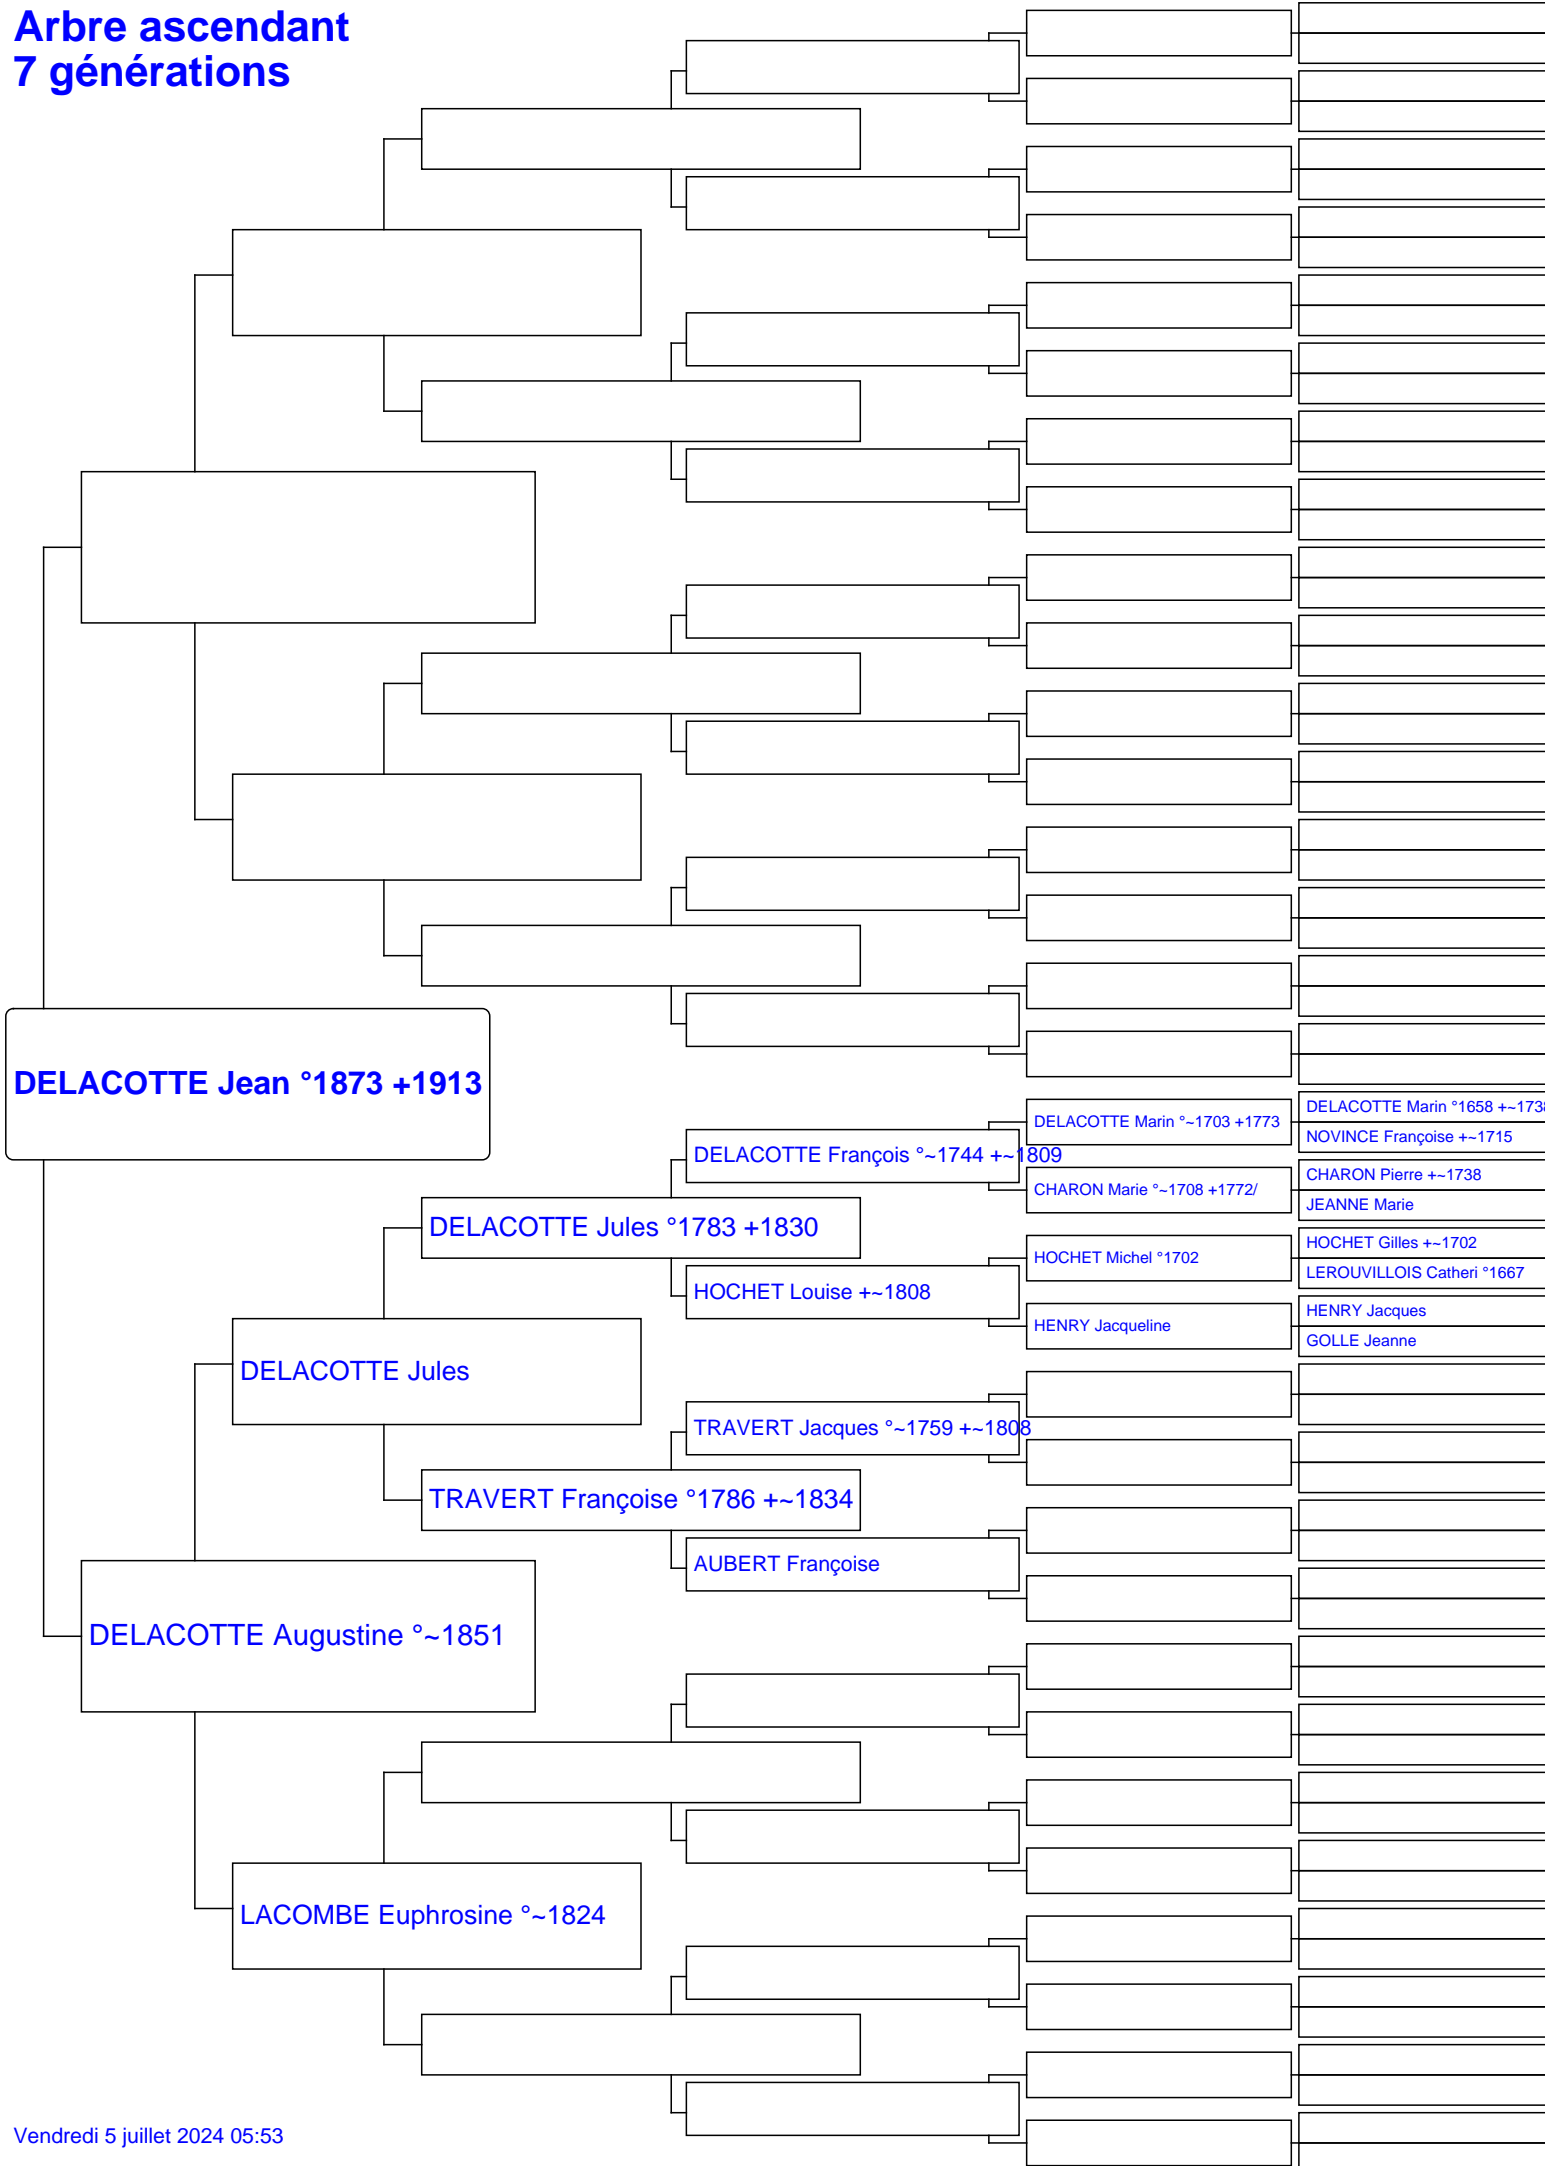 Arbre ascendant
7 générations
DELACOTTE Jean °1873 +1913
DELACOTTE Marin °~1703 +1773
DELACOTTE Marin °1658 +~1738
NOVINCE Françoise +~1715
DELACOTTE François °~1744 +~1809
CHARON Marie °~1708 +1772/
CHARON Pierre +~1738
JEANNE Marie
DELACOTTE Jules °1783 +1830
HOCHET Michel °1702
HOCHET Gilles +~1702
LEROUVILLOIS Catheri °1667
HOCHET Louise +~1808
HENRY Jacqueline
HENRY Jacques
GOLLE Jeanne
DELACOTTE Jules
TRAVERT Jacques °~1759 +~1808
TRAVERT Françoise °1786 +~1834
AUBERT Françoise
DELACOTTE Augustine °~1851
LACOMBE Euphrosine °~1824
Vendredi 5 juillet 2024 05:53